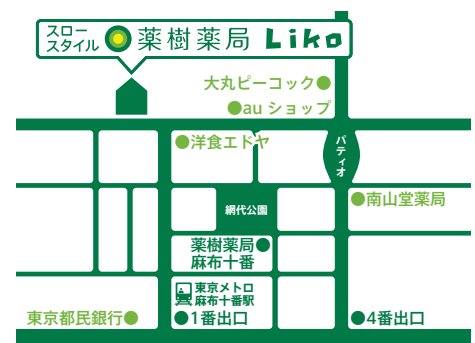 スロー
スタイル
薬樹薬局 Liko
大丸ピーコック●
●au ショップ
●洋食エドヤ
パティオ
●南山堂薬局
網代公園
薬樹薬局●
麻布十番
東京メトロ
麻布十番駅
東京都民銀行●
●1番出口
●4番出口